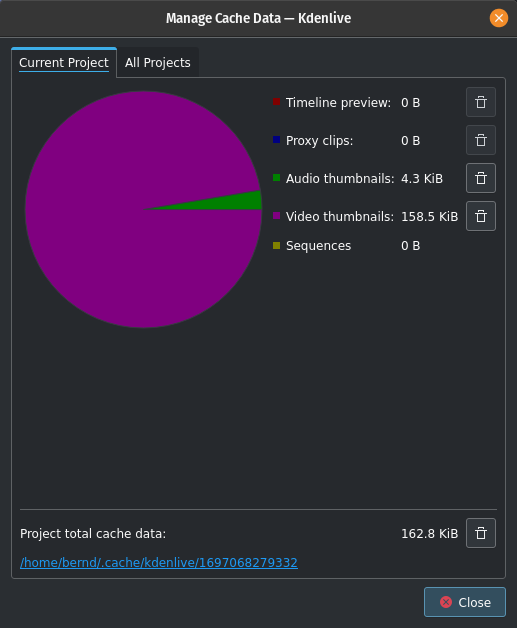 Manage Cache Data — Kdenlive
Current Project
All Projects
Timeline preview: 0 B
Proxy clips: 0 B
Audio thumbnails: 4.3 KiB
Video thumbnails: 158.5 KiB
Sequences 0 B
Project total cache data: 162.8 KiB
/home/bernd/.cache/kdenlive/1697068279332
Close